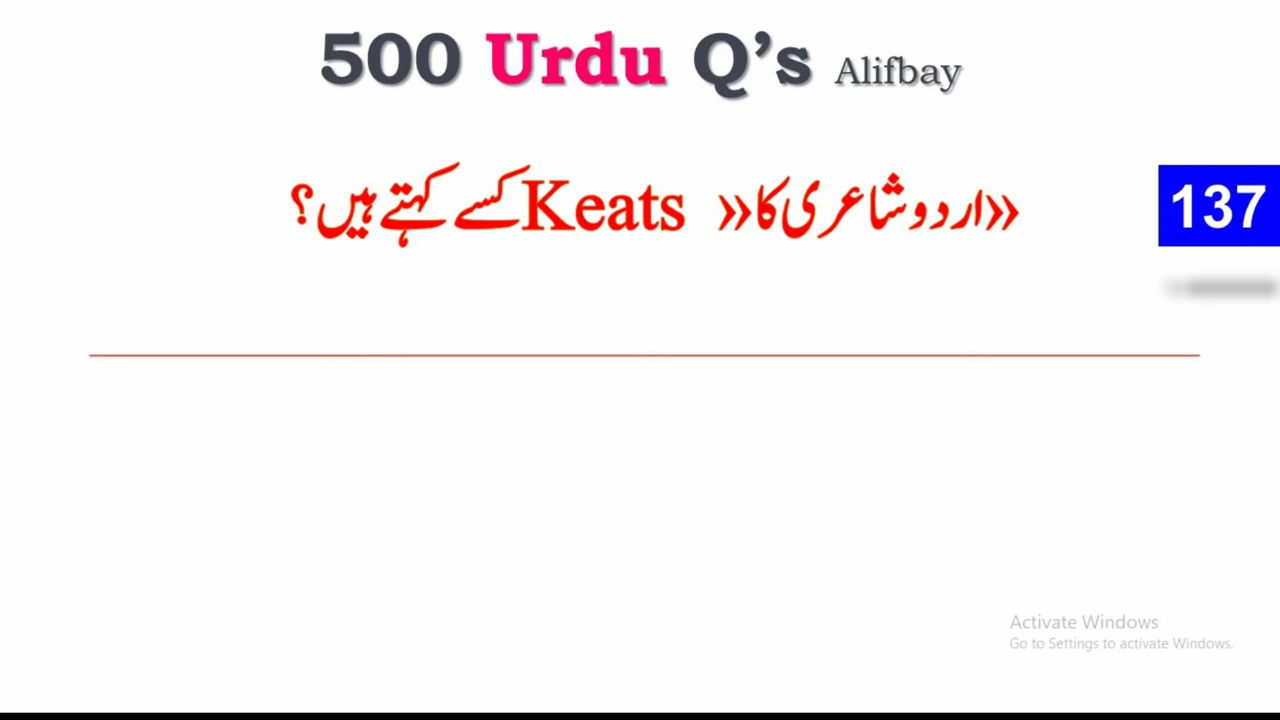 500 Urdu Q’s Alifbay
»اردو شاعری کا« Keats کسے کہتے ہیں؟
137
Activate Windows
Go to Settings to activate Windows.